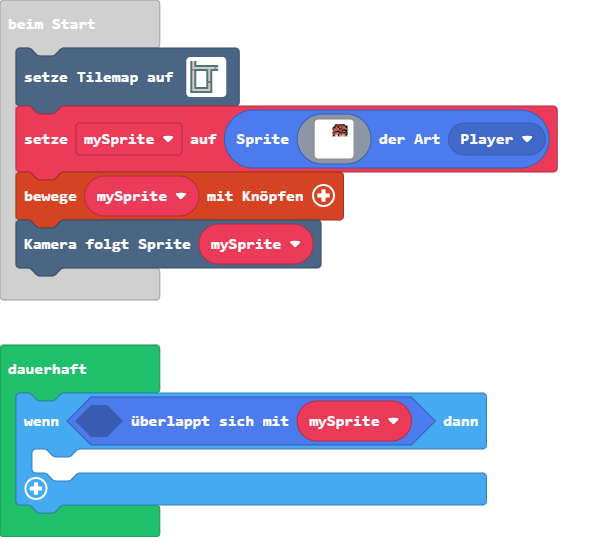 beim Start
setze Tilemap auf
setze mySprite auf Sprite der Art Player
bewege mySprite mit Knöpfen
Kamera folgt Sprite mySprite
dauerhaft
wenn überlappt sich mit mySprite dann